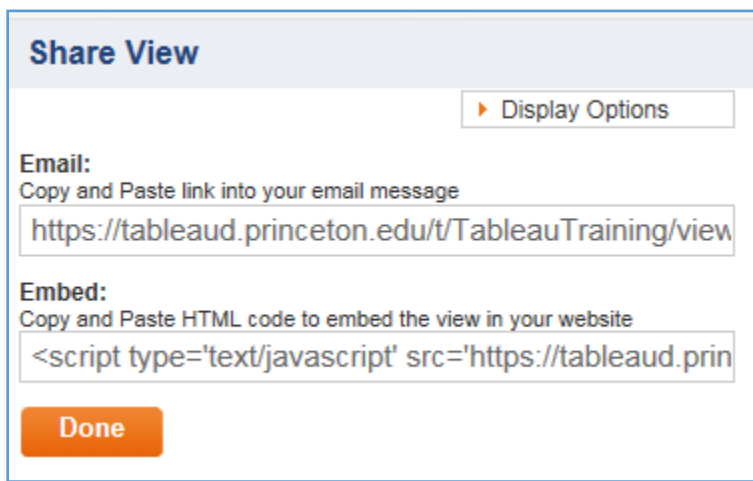 Share View
Display Options
Email:
Copy and Paste link into your email message
https://tableaud.princeton.edu/t/TableauTraining/view
Embed:
Copy and Paste HTML code to embed the view in your website
<script type='text/javascript' src='https://tableaud.prin
Done